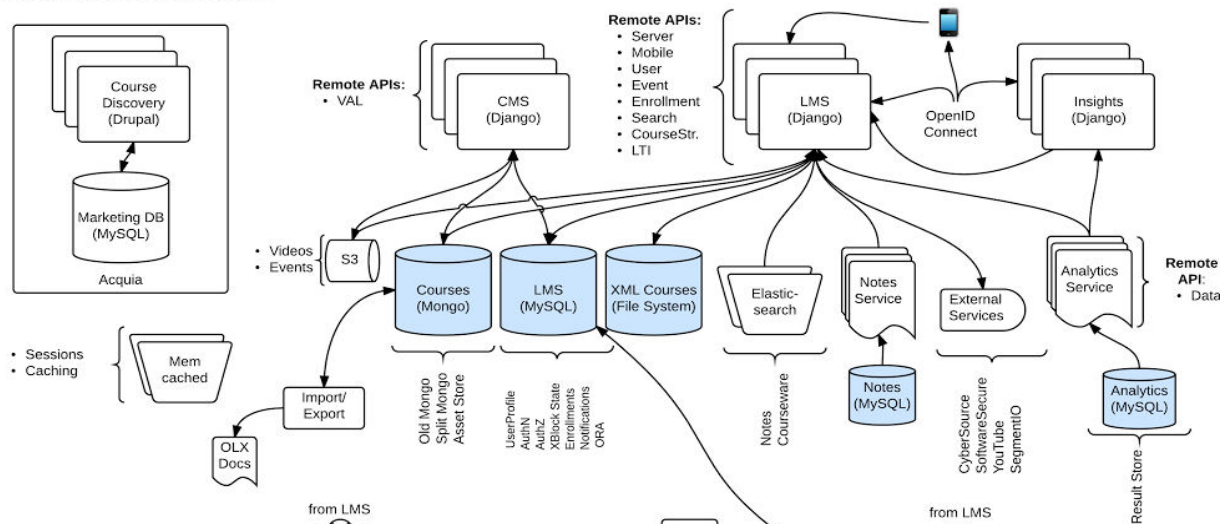 Course
Discovery
(Drupal)
Marketing DB
(MySQL)
Acquia
Remote APIs:
• VAL
CMS
(Django)
Remote APIs:
• Server
• Mobile
• User
• Event
• Enrollment
• Search
• CourseStr.
• LTI
LMS
(Django)
OpenID
Connect
Insights
(Django)
• Videos
• Events
S3
Courses
(Mongo)
LMS
(MySQL)
XML Courses
(File System)
Elastic-
search
Notes
Service
External
Services
Analytics
Service
Remote
API:
• Data
• Sessions
• Caching
Mem
cached
Import/
Export
OLX
Docs
Old Mongo
Split Mongo
Asset Store
UserProfile
AuthN
AuthZ
XBlock State
Enrollments
Notifications
ORA
Notes
Courseware
Notes
(MySQL)
CyberSource
SoftwareSecure
YouTube
SegmentIO
Analytics
(MySQL)
Result Store
from LMS
from LMS